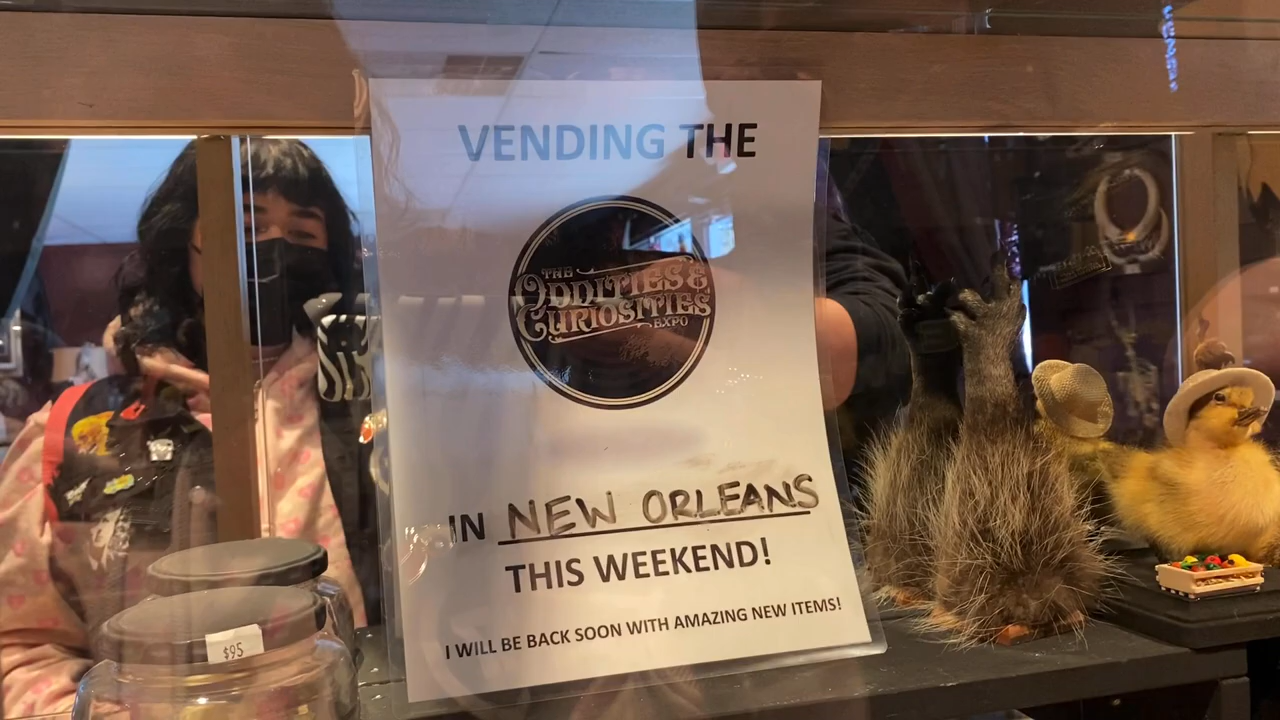 VENDING THE
THE
ODDITIES &
CURIOSITIES
EXPO
IN NEW ORLEANS
THIS WEEKEND!
I WILL BE BACK SOON WITH AMAZING NEW ITEMS!
$95